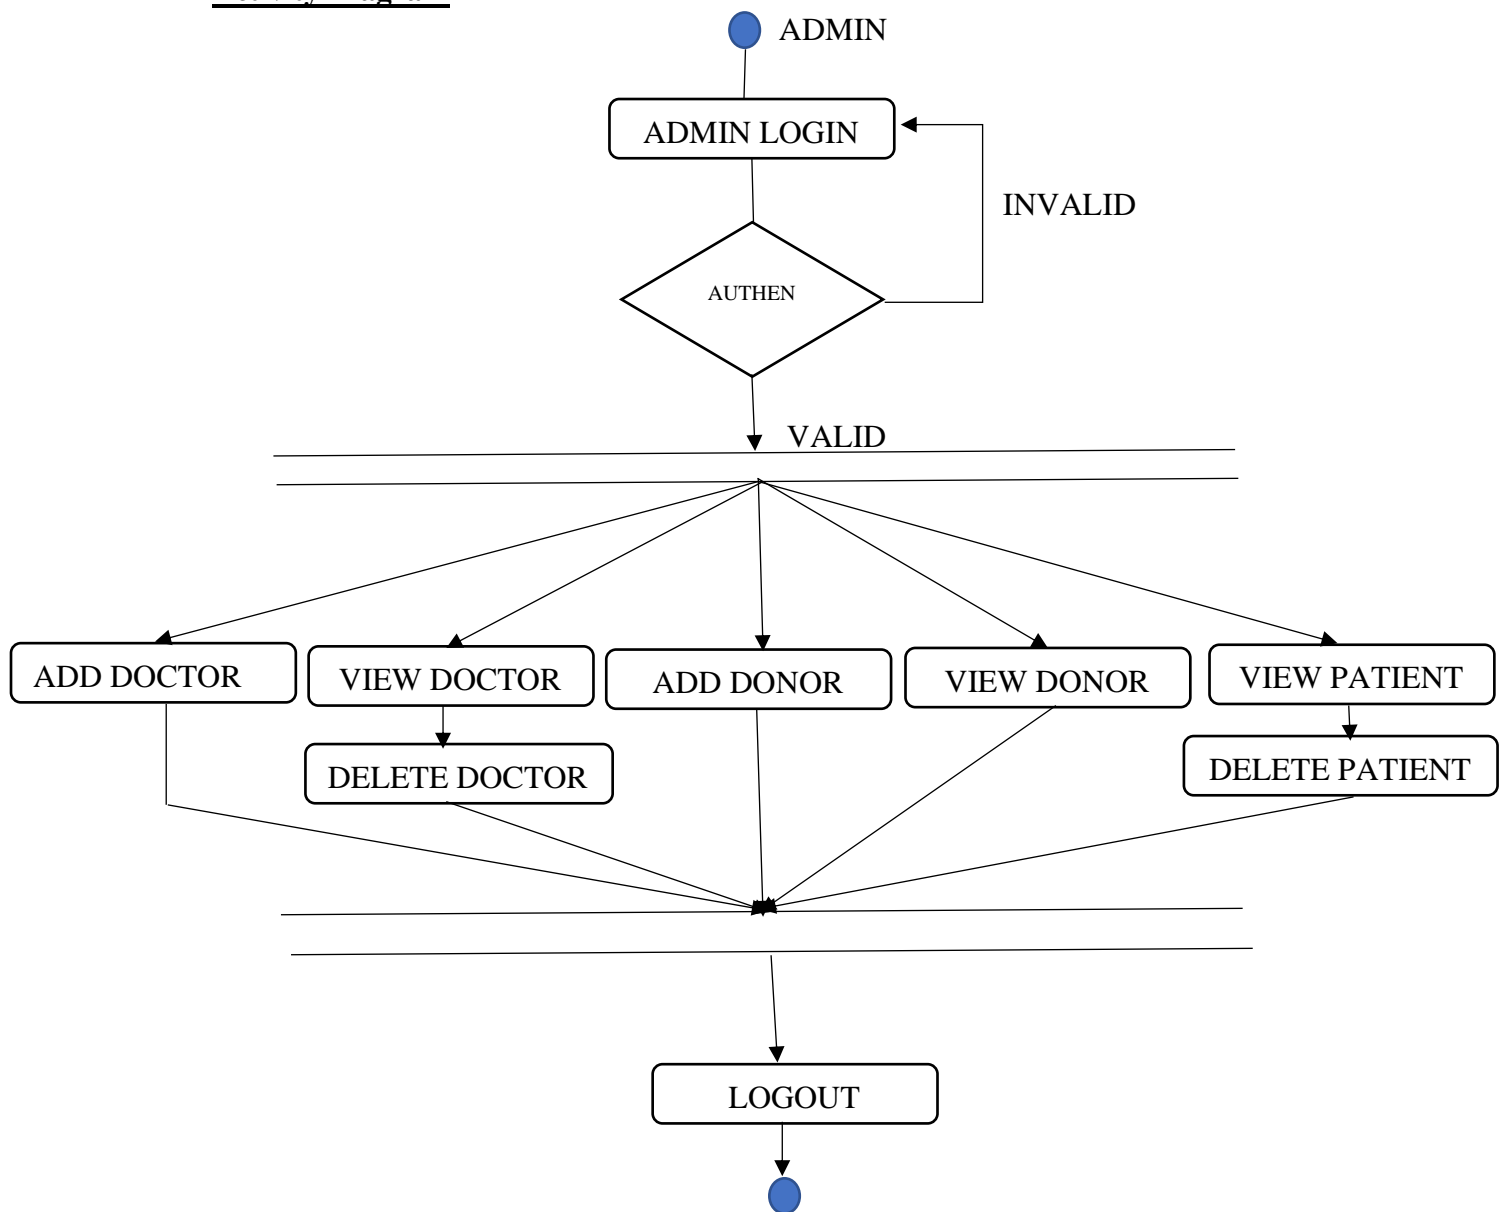 ADMIN
ADMIN LOGIN
INVALID
AUTHEN
VALID
ADD DOCTOR
VIEW DOCTOR
ADD DONOR
VIEW DONOR
VIEW PATIENT
DELETE DOCTOR
DELETE PATIENT
LOGOUT